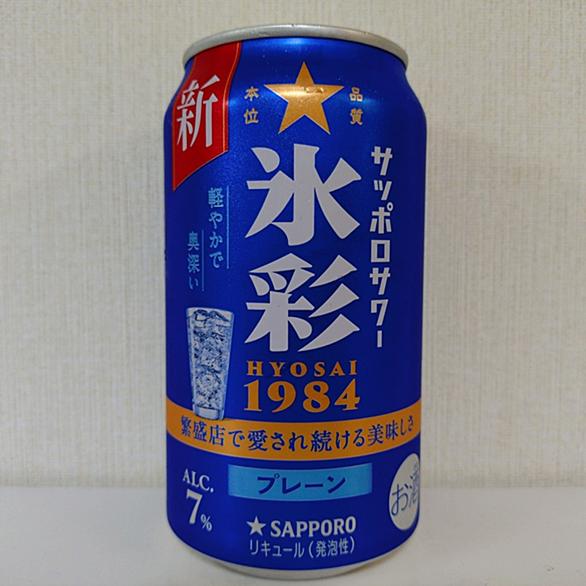 新
品質
本位
サッポロサワー
氷彩
HYOSAI
1984
軽やかで
奥深い
繁盛店で愛され続ける美味しさ
ALC.
7%
プレーン
お酒
★ SAPPORO
リキュール(発泡性)